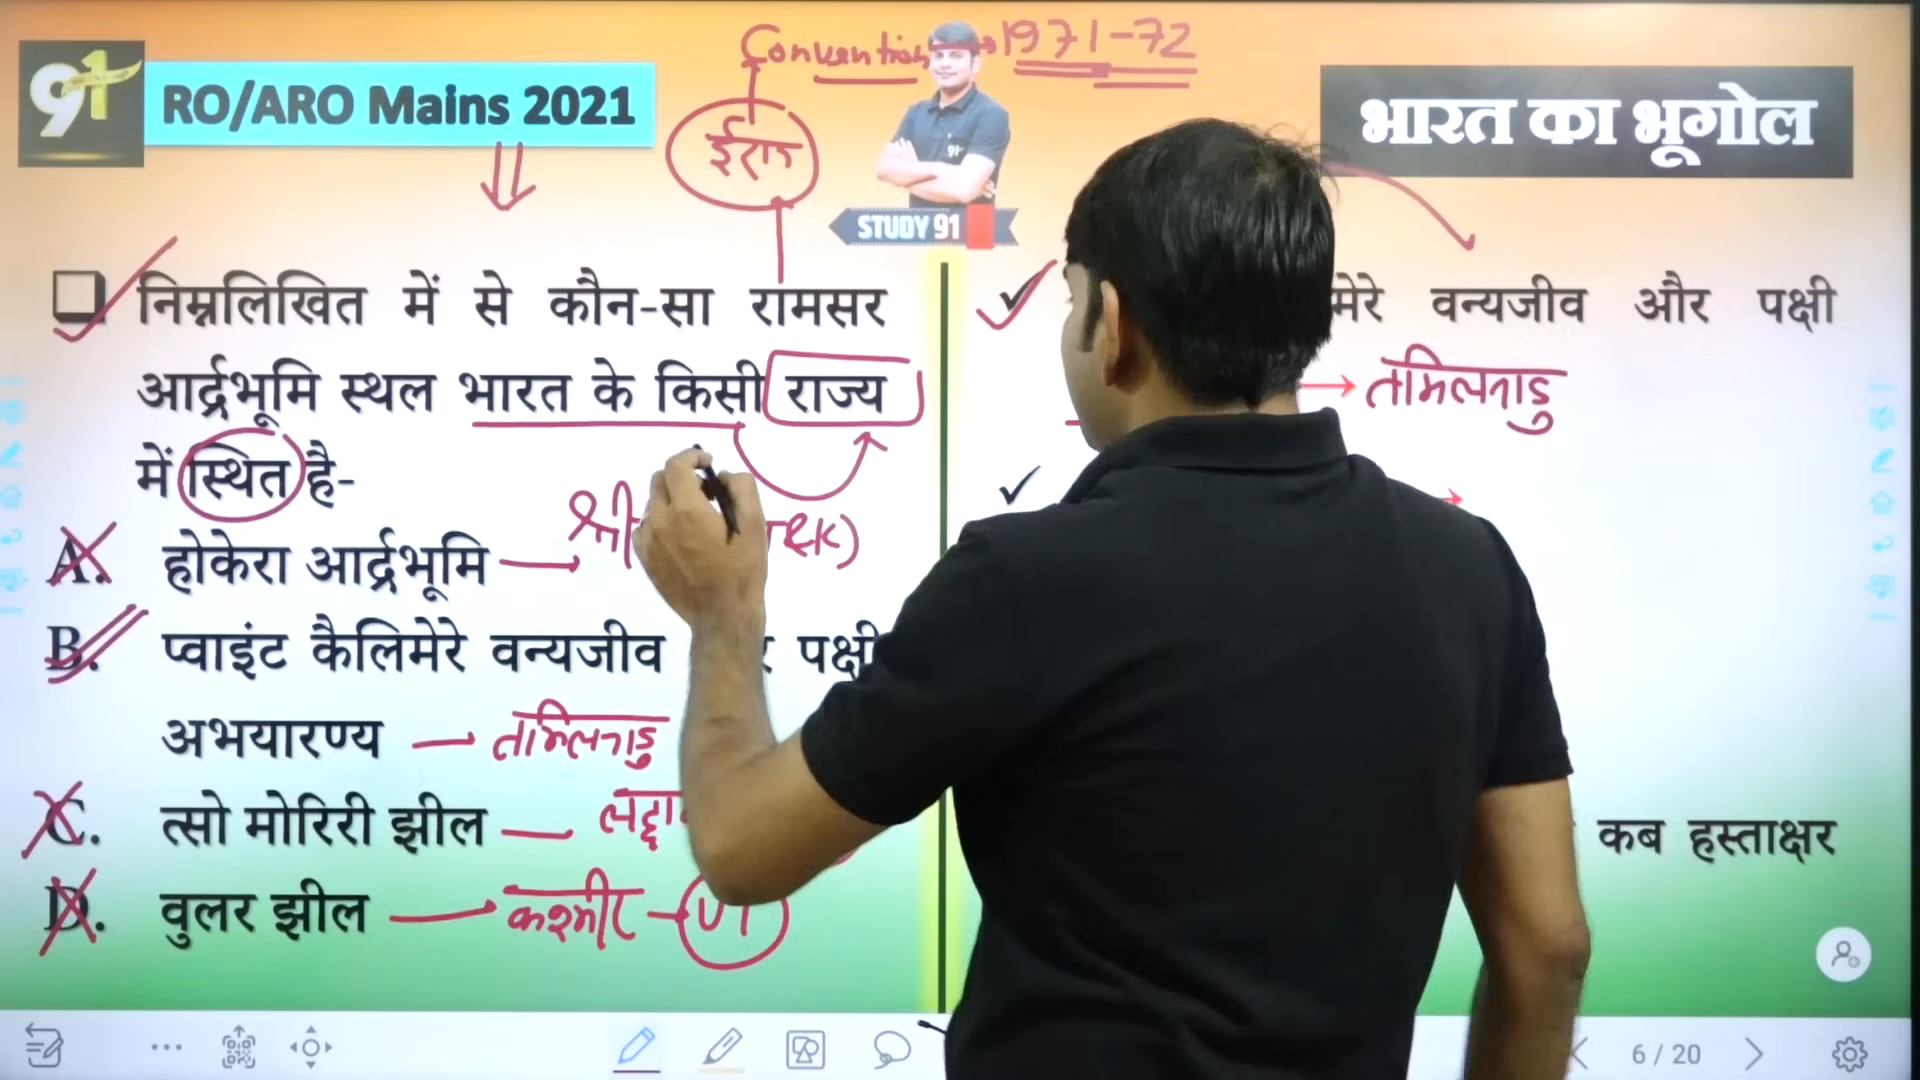 Convention → 1971-72
91
RO/ARO Mains 2021
ईरान
भारत का भूगोल
STUDY 91
निम्नलिखित में से कौन-सा रामसर
आर्द्रभूमि स्थल भारत के किसी राज्य
में स्थित है-
A. होकेरा आर्द्रभूमि
B. प्वाइंट कैलिमेरे वन्यजीव पक्षी
अभयारण्य — तमिलनाडु
C. त्सो मोरिरी झील
D. वुलर झील — कश्मीर — UT
वन्यजीव और पक्षी
→ तमिलनाडु
कब हस्ताक्षर
6 / 20